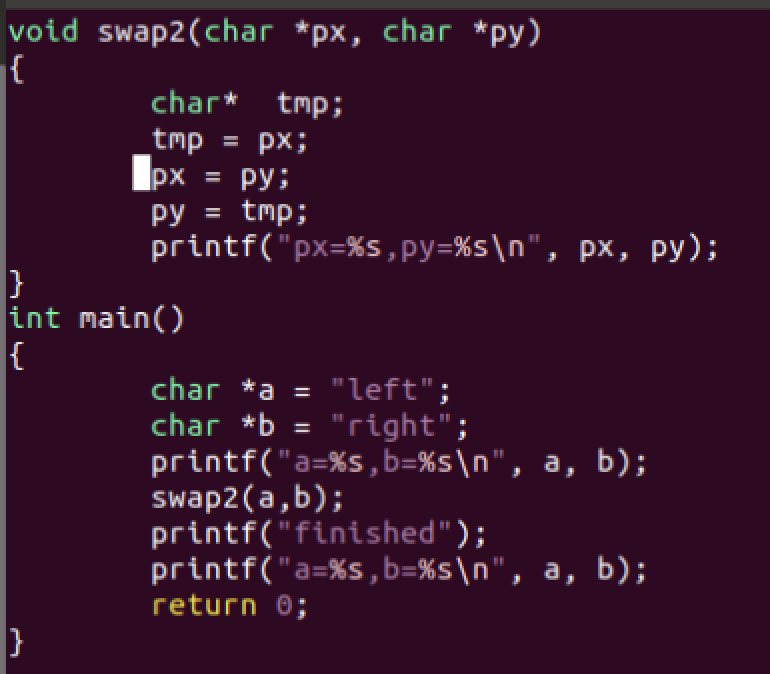 void swap2(char *px, char *py)
{
        char*  tmp;
        tmp = px;
        px = py;
        py = tmp;
        printf("px=%s,py=%s\n", px, py);
}
int main()
{
        char *a = "left";
        char *b = "right";
        printf("a=%s,b=%s\n", a, b);
        swap2(a,b);
        printf("finished");
        printf("a=%s,b=%s\n", a, b);
        return 0;
}